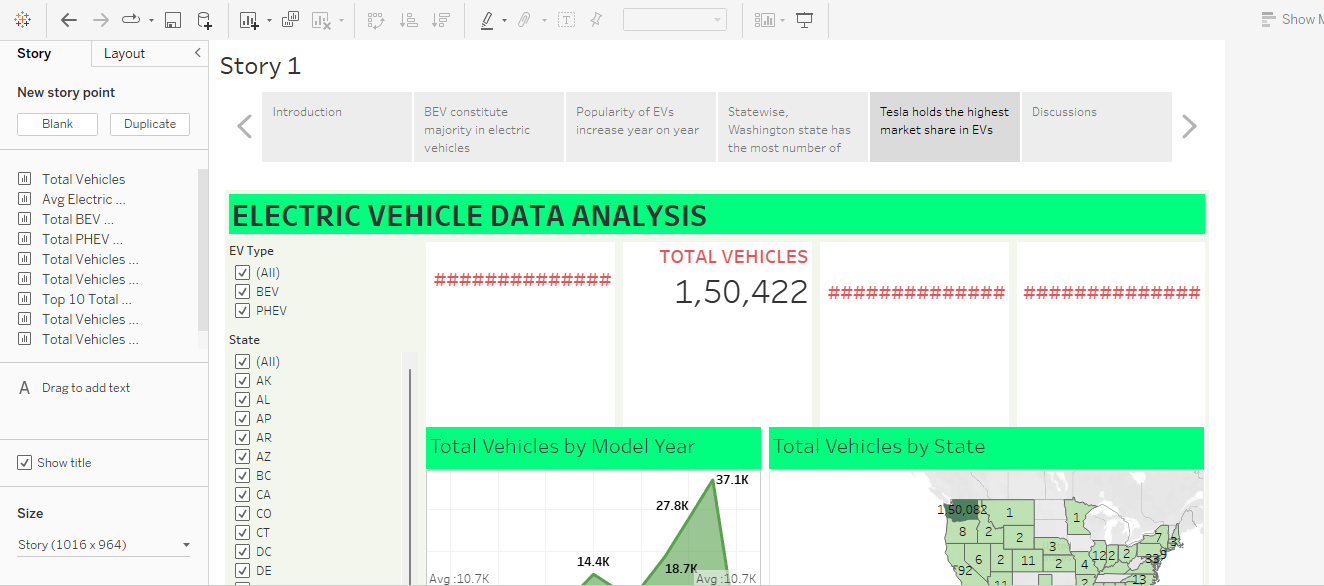 Show
Story
Layout
New story point
Blank
Duplicate
Total Vehicles
Avg Electric ...
Total BEV ...
Total PHEV ...
Total Vehicles ...
Total Vehicles ...
Top 10 Total ...
Total Vehicles ...
Total Vehicles ...
A Drag to add text
Show title
Size
Story (1016 x 964)
Story 1
Introduction
BEV constitute
majority in electric
vehicles
Popularity of EVs
increase year on year
Statewise,
Washington state has
the most number of
Tesla holds the highest
market share in EVs
Discussions
ELECTRIC VEHICLE DATA ANALYSIS
EV Type
(All)
BEV
PHEV
State
(All)
AK
AL
AP
AR
AZ
BC
CA
CO
CT
DC
DE
##############
TOTAL VEHICLES
1,50,422
##############
##############
Total Vehicles by Model Year
37.1K
27.8K
14.4K
18.7K
Avg :10.7K
Avg :10.7K
Total Vehicles by State
1,50,082
1
1
8
2
2
3
7
3
6
2
11
2
4
12
2
2
33
9
92
11
2
13